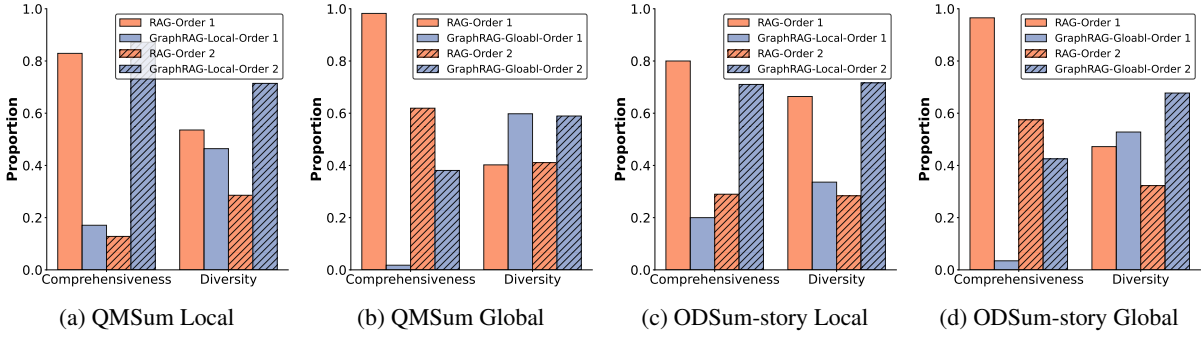 1.0
0.8
0.6
0.4
0.2
0.0
Proportion
RAG-Order 1
GraphRAG-Local-Order 1
RAG-Order 2
GraphRAG-Local-Order 2
Comprehensiveness
Diversity
(a) QMSum Local
1.0
0.8
0.6
0.4
0.2
0.0
Proportion
RAG-Order 1
GraphRAG-Gloabl-Order 1
RAG-Order 2
GraphRAG-Gloabl-Order 2
Comprehensiveness
Diversity
(b) QMSum Global
1.0
0.8
0.6
0.4
0.2
0.0
Proportion
RAG-Order 1
GraphRAG-Local-Order 1
RAG-Order 2
GraphRAG-Local-Order 2
Comprehensiveness
Diversity
(c) ODSum-story Local
1.0
0.8
0.6
0.4
0.2
0.0
Proportion
RAG-Order 1
GraphRAG-Gloabl-Order 1
RAG-Order 2
GraphRAG-Gloabl-Order 2
Comprehensiveness
Diversity
(d) ODSum-story Global